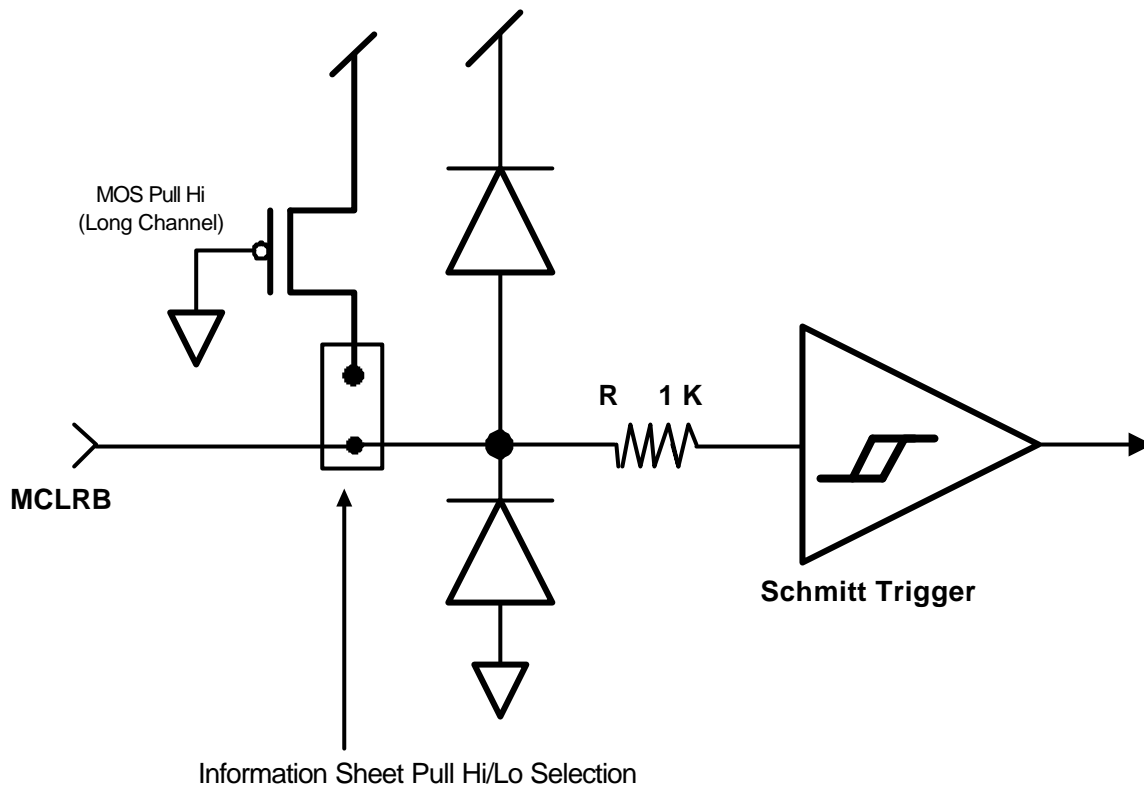 MOS Pull Hi
(Long Channel)
R 1 K
MCLRB
Schmitt Trigger
Information Sheet Pull Hi/Lo Selection